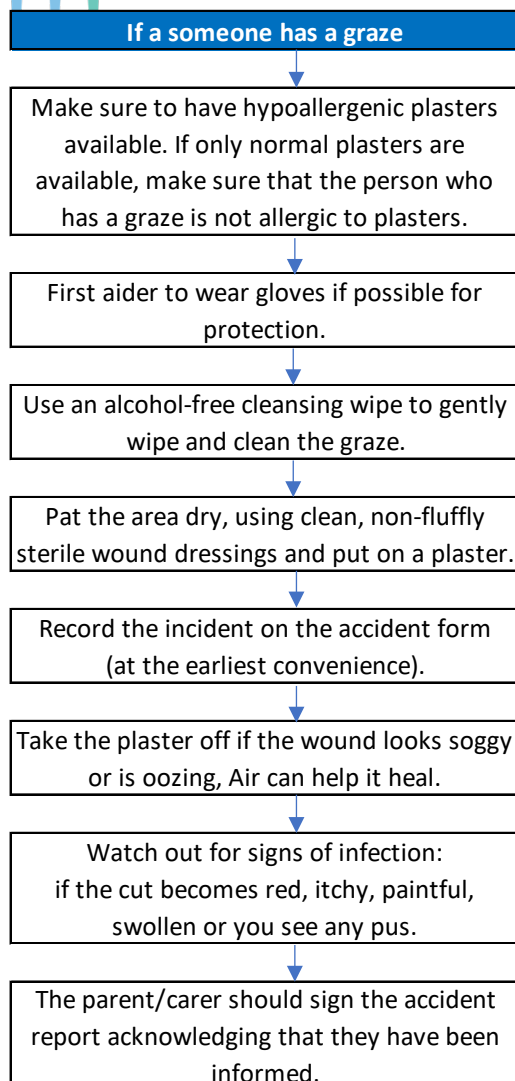 If a someone has a graze
Make sure to have hypoallergenic plasters
available. If only normal plasters are
available, make sure that the person who
has a graze is not allergic to plasters.
First aider to wear gloves if possible for
protection.
Use an alcohol-free cleansing wipe to gently
wipe and clean the graze.
Pat the area dry, using clean, non-fluffly
sterile wound dressings and put on a plaster.
Record the incident on the accident form
(at the earliest convenience).
Take the plaster off if the wound looks soggy
or is oozing, Air can help it heal.
Watch out for signs of infection:
if the cut becomes red, itchy, paintful,
swollen or you see any pus.
The parent/carer should sign the accident
report acknowledging that they have been
informed.